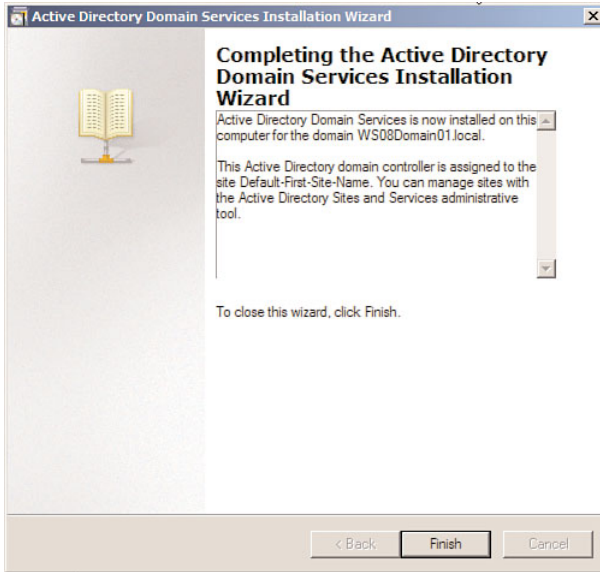 Active Directory Domain Services Installation Wizard
Completing the Active Directory
Domain Services Installation
Wizard
Active Directory Domain Services is now installed on this
computer for the domain WS08Domain01.local.
This Active Directory domain controller is assigned to the
site Default-First-Site-Name. You can manage sites with
the Active Directory Sites and Services administrative
tool.
To close this wizard, click Finish.
< Back Finish Cancel